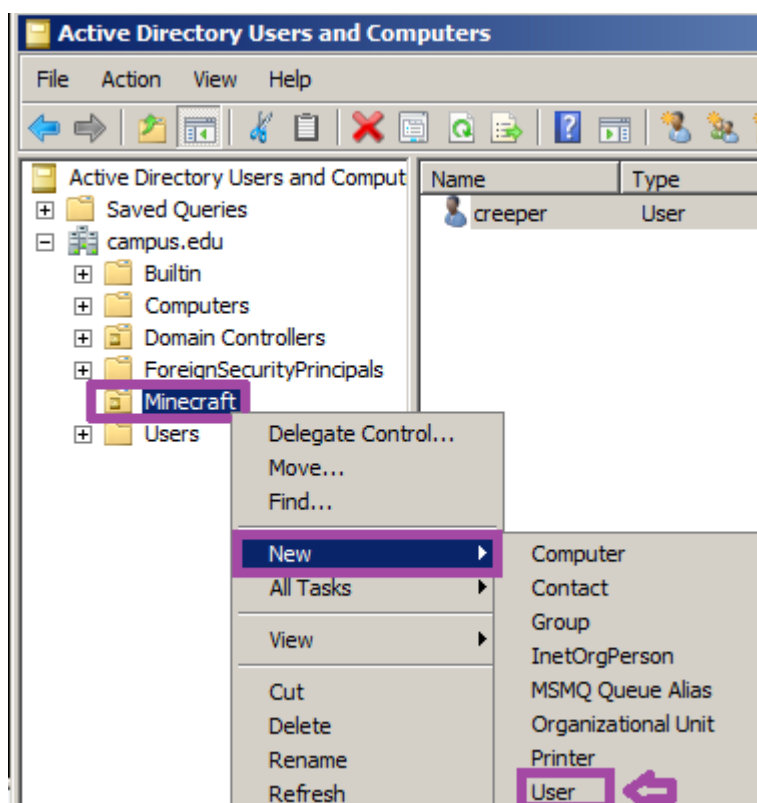 Active Directory Users and Computers
File Action View Help
Active Directory Users and Comput
Name Type
Saved Queries
creeper User
campus.edu
Builtin
Computers
Domain Controllers
ForeignSecurityPrincipals
Minecraft
Users
Delegate Control...
Move...
Find...
New
Computer
All Tasks
Contact
Group
View
InetOrgPerson
Cut
MSMQ Queue Alias
Delete
Organizational Unit
Rename
Printer
Refresh
User